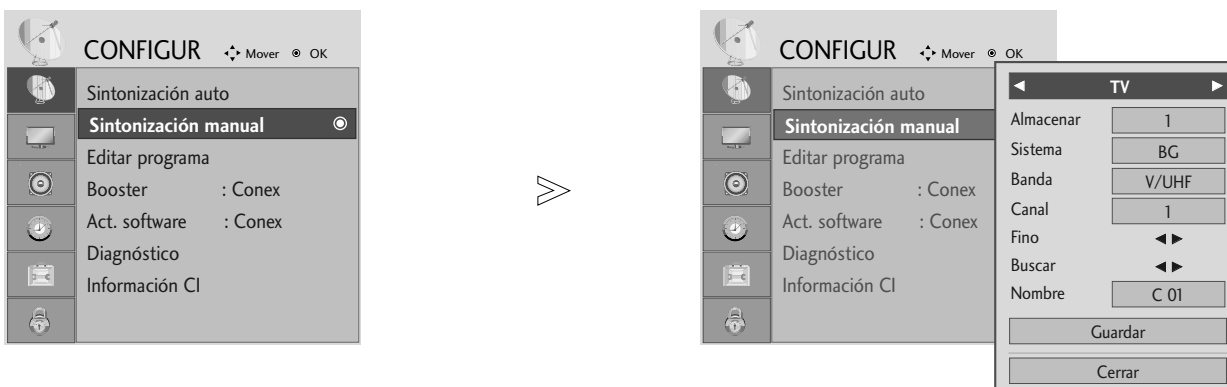 CONFIGUR Mover OK
Sintonización auto
Sintonización manual
Editar programa
Booster : Conex
Act. software : Conex
Diagnóstico
Información CI
CONFIGUR Mover OK
Sintonización auto
Sintonización manual
Editar programa
Booster : Conex
Act. software : Conex
Diagnóstico
Información CI
◄ TV ►
Almacenar 1
Sistema BG
Banda V/UHF
Canal 1
Fino ◄ ►
Buscar ◄ ►
Nombre C 01
Guardar
Cerrar